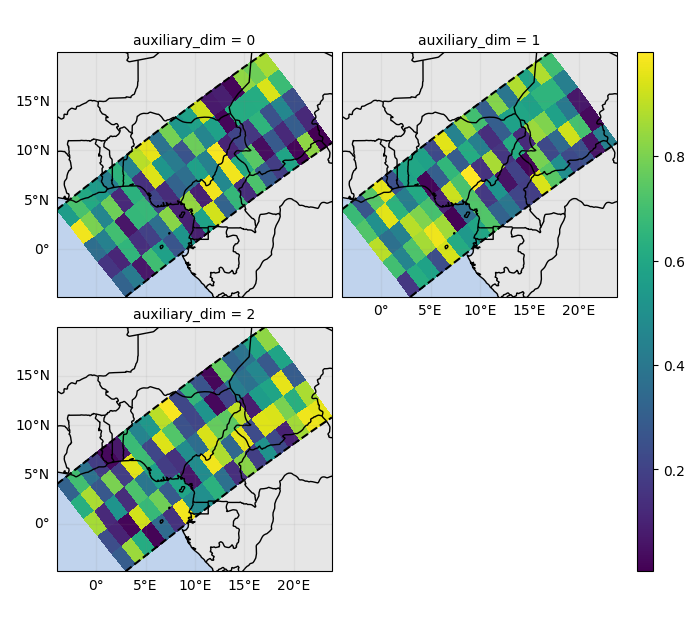 auxiliary_dim = 0
auxiliary_dim = 1
15°N
10°N
5°N
0°
0°
5°E
10°E
15°E
20°E
0.8
0.6
0.4
0.2
auxiliary_dim = 2
15°N
10°N
5°N
0°
0°
5°E
10°E
15°E
20°E